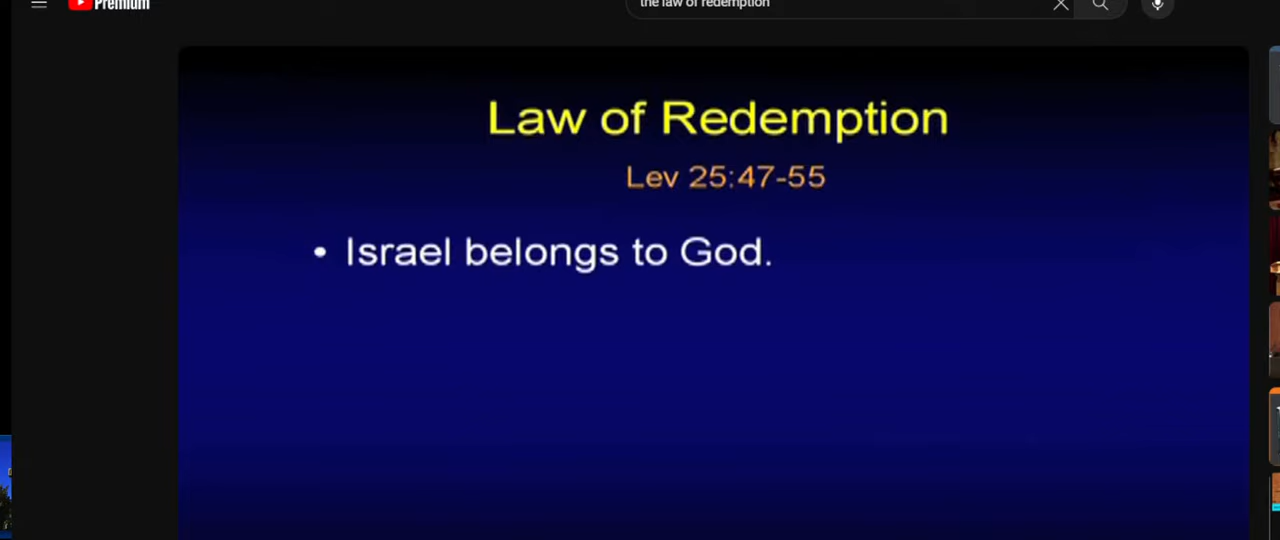 Premium
the law of redemption
Law of Redemption
Lev 25:47-55
• Israel belongs to God.